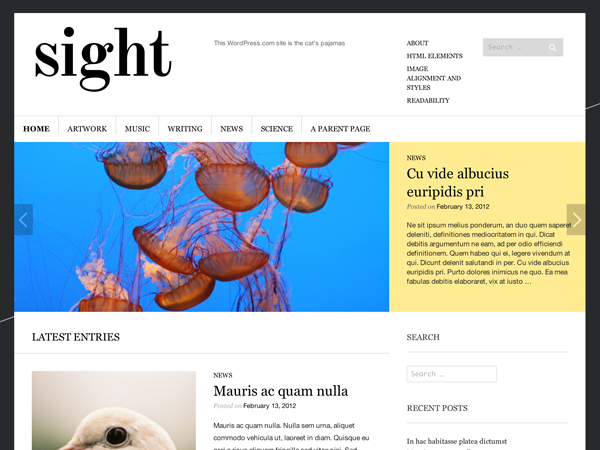 sight
This WordPress.com site is the cat's pajamas
ABOUT
HTML ELEMENTS
IMAGE
ALIGNMENT AND
STYLES
READABILITY
Search ...
HOME ARTWORK MUSIC WRITING NEWS SCIENCE A PARENT PAGE
NEWS
Cu vide albucius
euripidis pri
Posted on February 13, 2012
Ne sit ipsum melius ponderum, an duo quem saperet
deleniti, definitiones mediocritatem in qui. Dicat
debitis argumentum ne eam, ad per odio efficiendi
definitionem. Quem habeo qui ei, legere vivendum at
qui. Dicunt delenit salutandi in per. Cu vide albucius
euripidis pri. Purto dolores inimicus ne quo. Ea mea
fabulas debitis elaboraret, vix at iusto …
LATEST ENTRIES
NEWS
Mauris ac quam nulla
Posted on February 13, 2012
Mauris ac quam nulla. Nulla sem urna, aliquet
commodo vehicula ut, laoreet in diam. Quisque eu
SEARCH
Search ...
RECENT POSTS
In hac habitasse platea dictumst